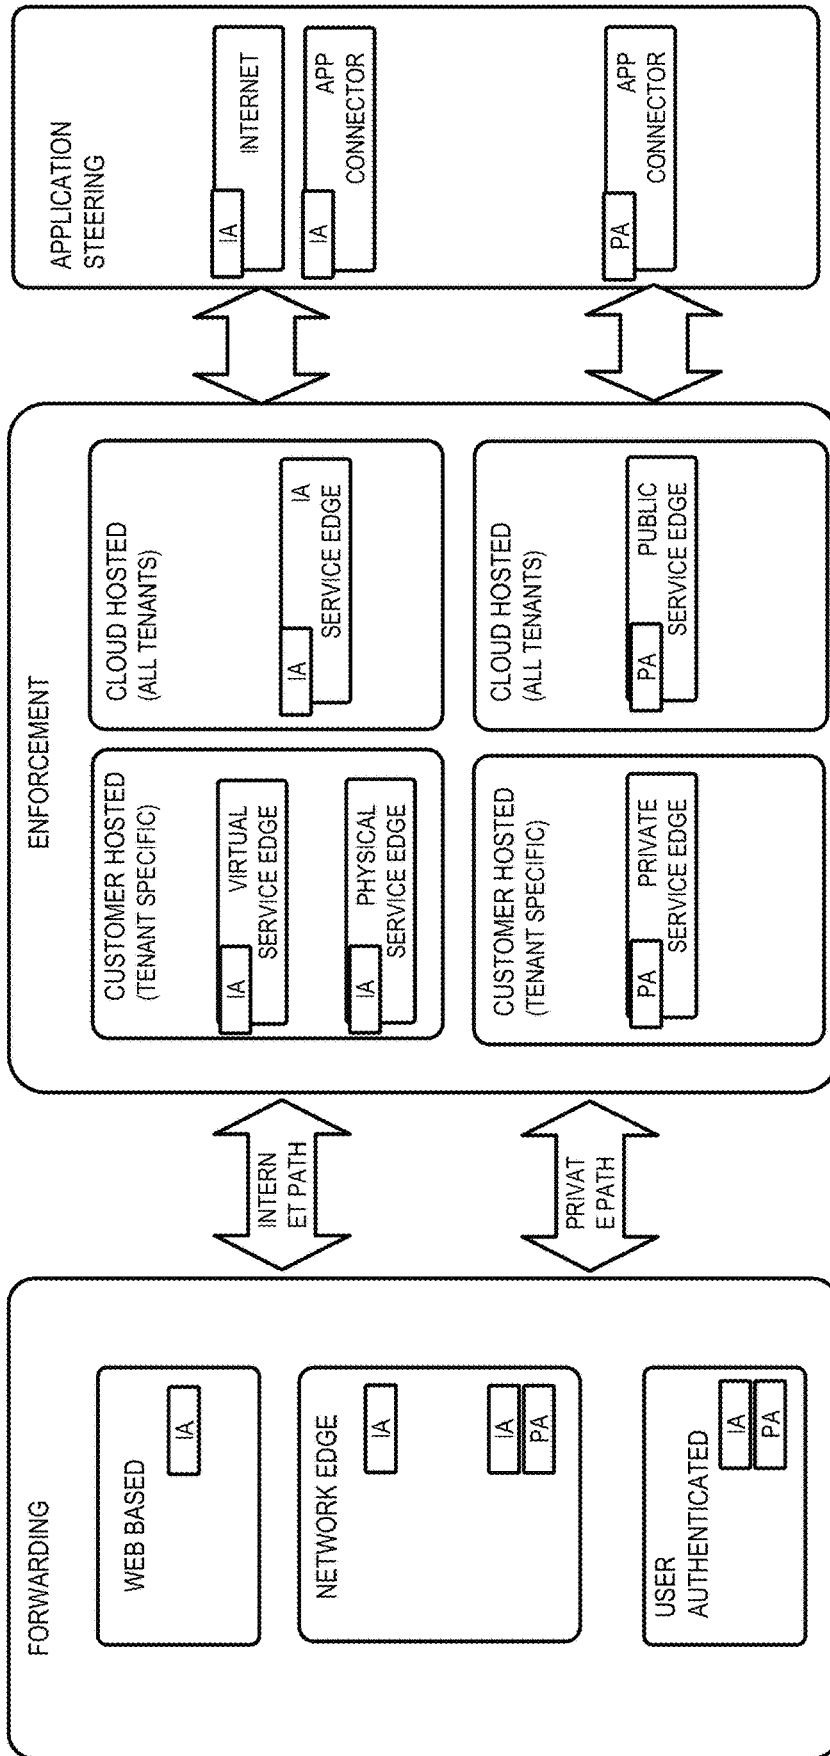 FORWARDING
WEB BASED
IA
NETWORK EDGE
IA
IA
PA
USER
AUTHENTICATED
IA
PA
INTERN
ET PATH
PRIVAT
E PATH
ENFORCEMENT
CUSTOMER HOSTED
(TENANT SPECIFIC)
IA
VIRTUAL
SERVICE EDGE
IA
PHYSICAL
SERVICE EDGE
CLOUD HOSTED
(ALL TENANTS)
IA
IA
SERVICE EDGE
CUSTOMER HOSTED
(TENANT SPECIFIC)
PA
PRIVATE
SERVICE EDGE
CLOUD HOSTED
(ALL TENANTS)
PA
PUBLIC
SERVICE EDGE
APPLICATION
STEERING
IA
INTERNET
IA
APP
CONNECTOR
PA
APP
CONNECTOR